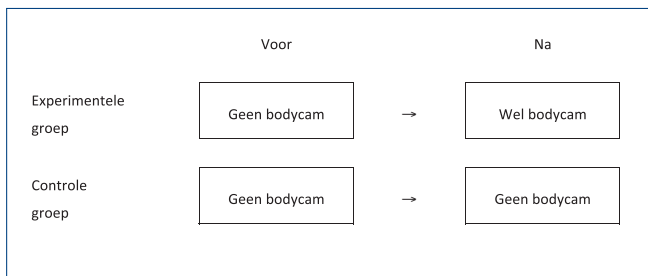 Voor Na
Experimentele
groep
Geen bodycam → Wel bodycam
Controle
groep
Geen bodycam → Geen bodycam